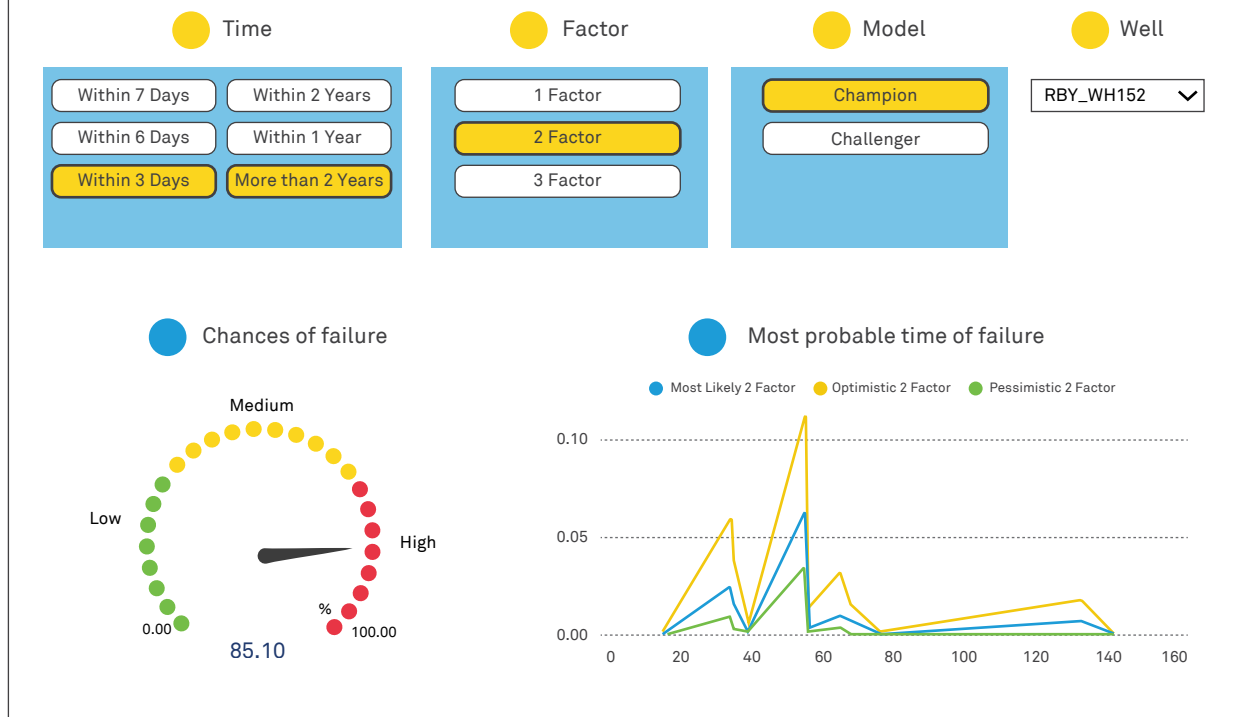 Time
Factor
Model
Well
Within 7 Days
Within 2 Years
1 Factor
Champion
RBY_WH152
Within 6 Days
Within 1 Year
2 Factor
Challenger
Within 3 Days
More than 2 Years
3 Factor
Chances of failure
Most probable time of failure
Most Likely 2 Factor
Optimistic 2 Factor
Pessimistic 2 Factor
Medium
Low
High
%
0.00
100.00
85.10
0.10
0.05
0.00
0 20 40 60 80 100 120 140 160